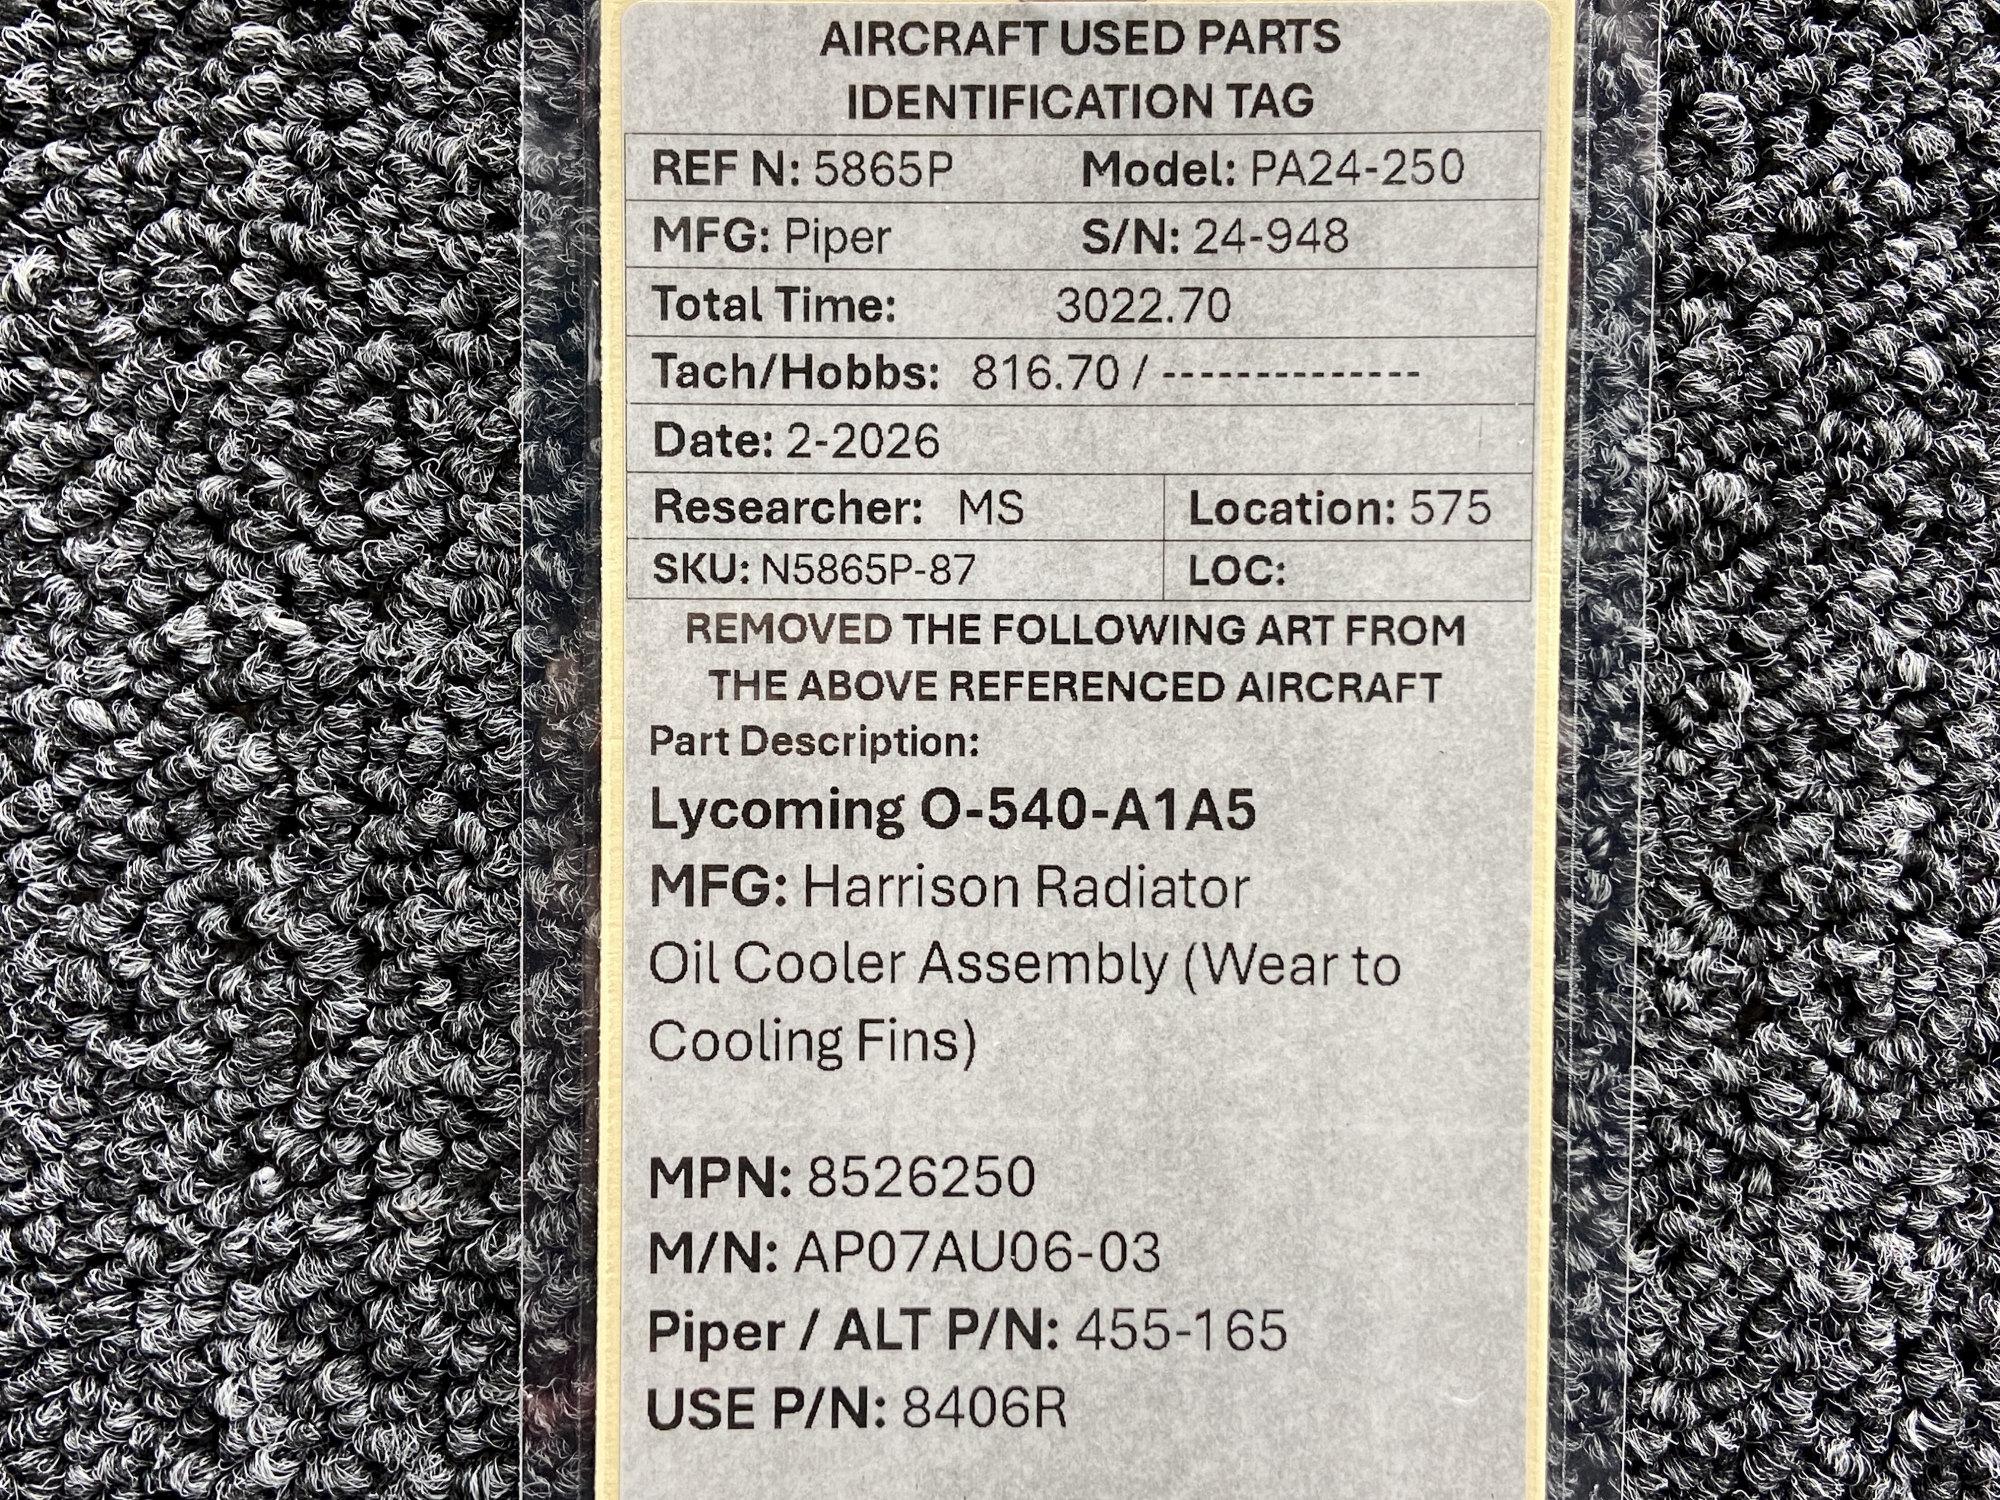 AIRCRAFT USED PARTS
IDENTIFICATION TAG
REF N: 5865P Model: PA24-250
MFG: Piper S/N: 24-948
Total Time: 3022.70
Tach/Hobbs: 816.70 / --------------
Date: 2-2026
Researcher: MS Location: 575
SKU: N5865P-87 LOC:
REMOVED THE FOLLOWING ART FROM
THE ABOVE REFERENCED AIRCRAFT
Part Description:
Lycoming O-540-A1A5
MFG: Harrison Radiator
Oil Cooler Assembly (Wear to
Cooling Fins)
MPN: 8526250
M/N: AP07AU06-03
Piper / ALT P/N: 455-165
USE P/N: 8406R